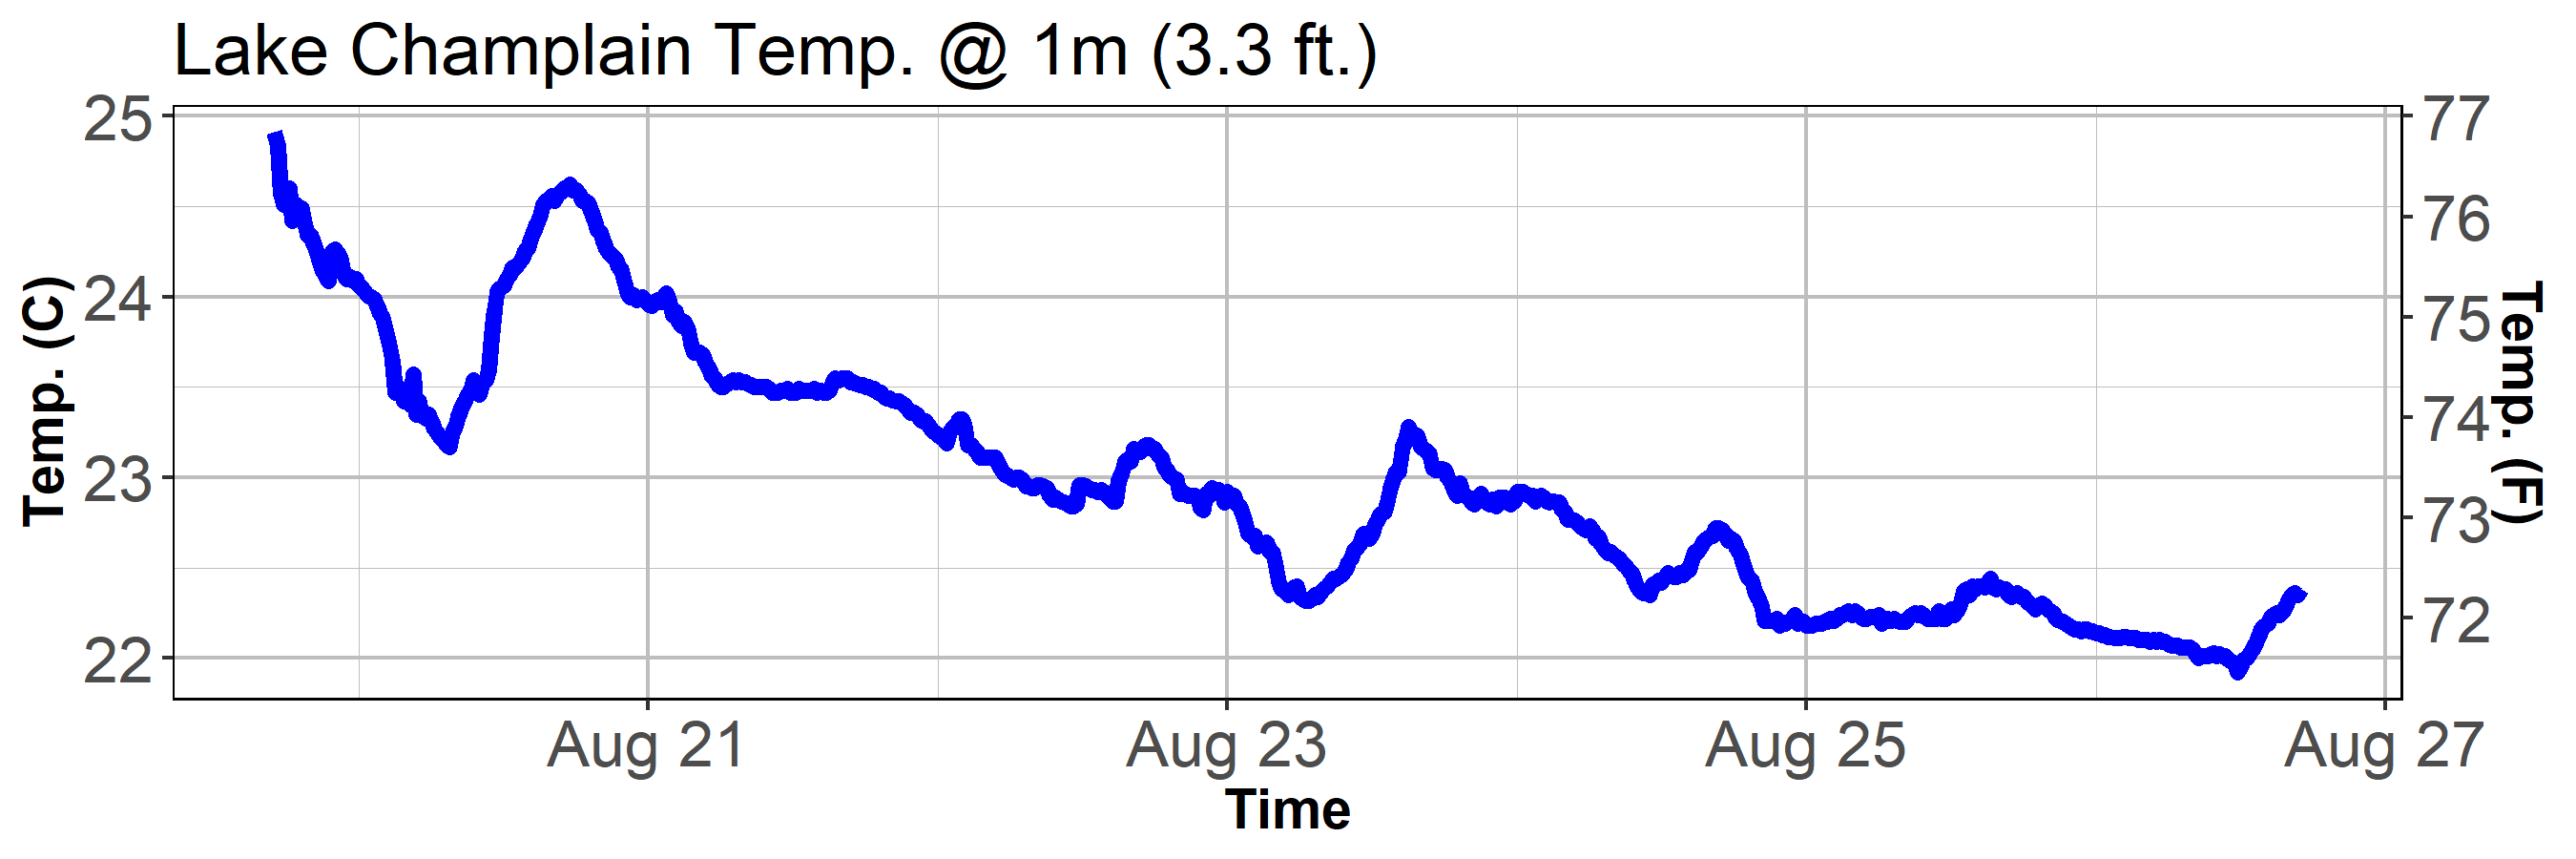 Lake Champlain Temp. @ 1m (3.3 ft.)
25
24
23
22
Temp. (C)
77
76
75
74
73
72
Temp. (F)
Aug 21
Aug 23
Aug 25
Aug 27
Time